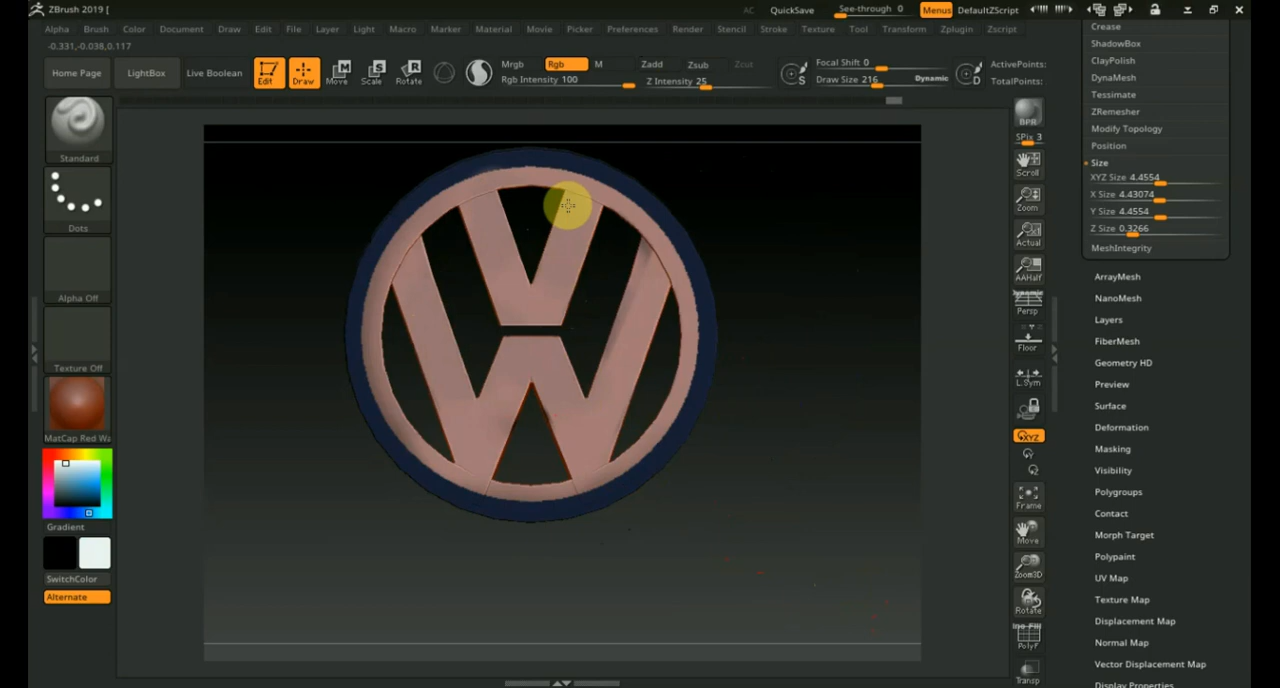 ZBrush 2019 [
AC QuickSave See-through 0 Menus DefaultZScript
Alpha Brush Color Document Draw Edit File Layer Light Macro Marker Material Movie Picker Preferences Render Stencil Stroke Texture Tool Transform Zplugin Zscript
-0.331,-0.038,0.117
Home Page LightBox Live Boolean Edit Draw Move Scale Rotate
Mrgb Rgb M Zadd Zsub Zcut
Rgb Intensity 100 Z Intensity 25
Focal Shift 0 ActivePoints:
Draw Size 216 Dynamic TotalPoints:
S D
Standard
Dots
Alpha Off
Texture Off
MatCap Red Wa
Gradient
SwitchColor
Alternate
BPR
SPix 3
Scroll
Zoom
Actual
AAHalf
Dynamic
Persp
Floor
L.Sym
XYZ
Frame
Move
Zoom3D
Rotate
PolyF
Transp
Crease
ShadowBox
ClayPolish
DynaMesh
Tessimate
ZRemesher
Modify Topology
Position
Size
XYZ Size 4.4554
X Size 4.43074
Y Size 4.4554
Z Size 0.3266
MeshIntegrity
ArrayMesh
NanoMesh
Layers
FiberMesh
Geometry HD
Preview
Surface
Deformation
Masking
Visibility
Polygroups
Contact
Morph Target
Polypaint
UV Map
Texture Map
Displacement Map
Normal Map
Vector Displacement Map
Display Properties